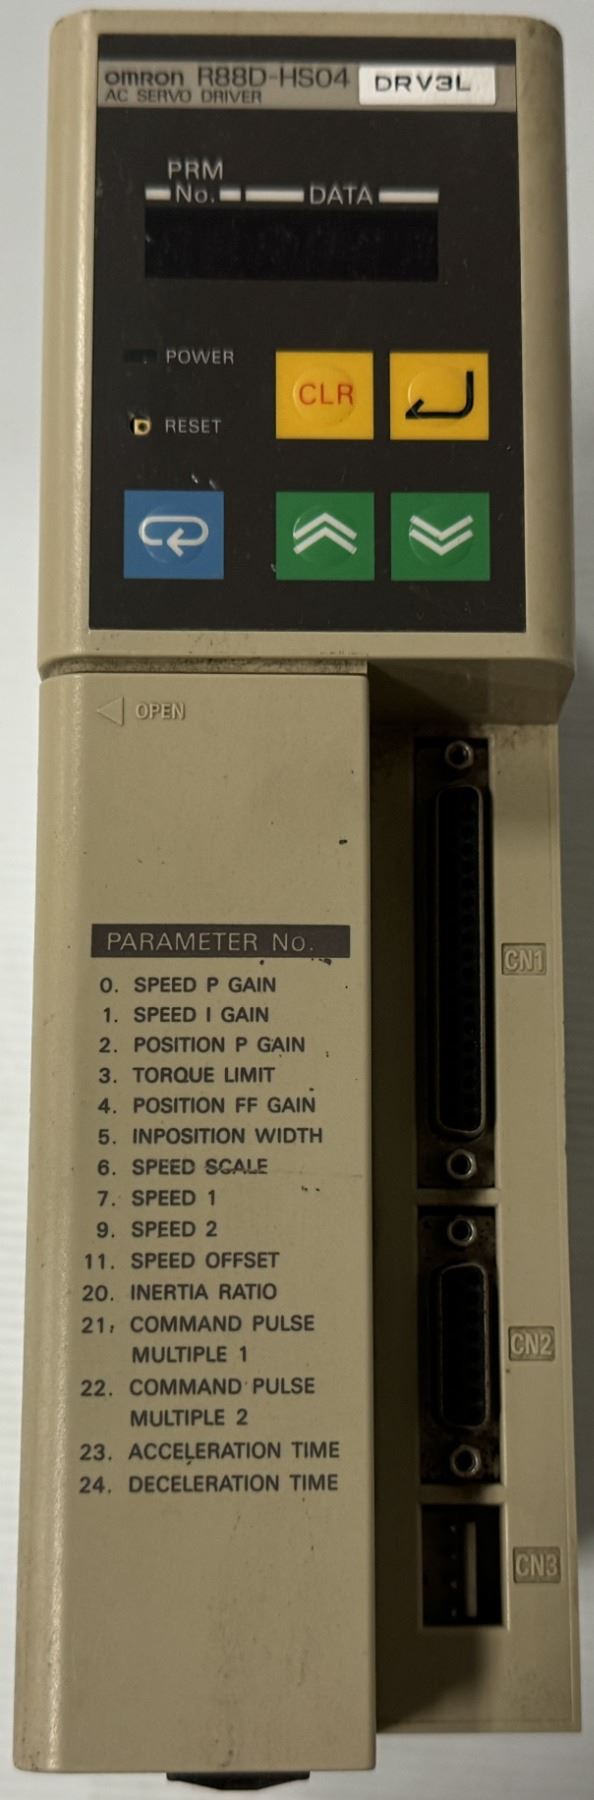 omron R88D-HS04 DRV3L
AC SERVO DRIVER
PRM
No. DATA
POWER
CLR
RESET
OPEN
PARAMETER No.
0. SPEED P GAIN
1. SPEED I GAIN
2. POSITION P GAIN
3. TORQUE LIMIT
4. POSITION FF GAIN
5. INPOSITION WIDTH
6. SPEED SCALE
7. SPEED 1
9. SPEED 2
11. SPEED OFFSET
20. INERTIA RATIO
21. COMMAND PULSE
MULTIPLE 1
22. COMMAND PULSE
MULTIPLE 2
23. ACCELERATION TIME
24. DECELERATION TIME
CN1
CN2
CN3